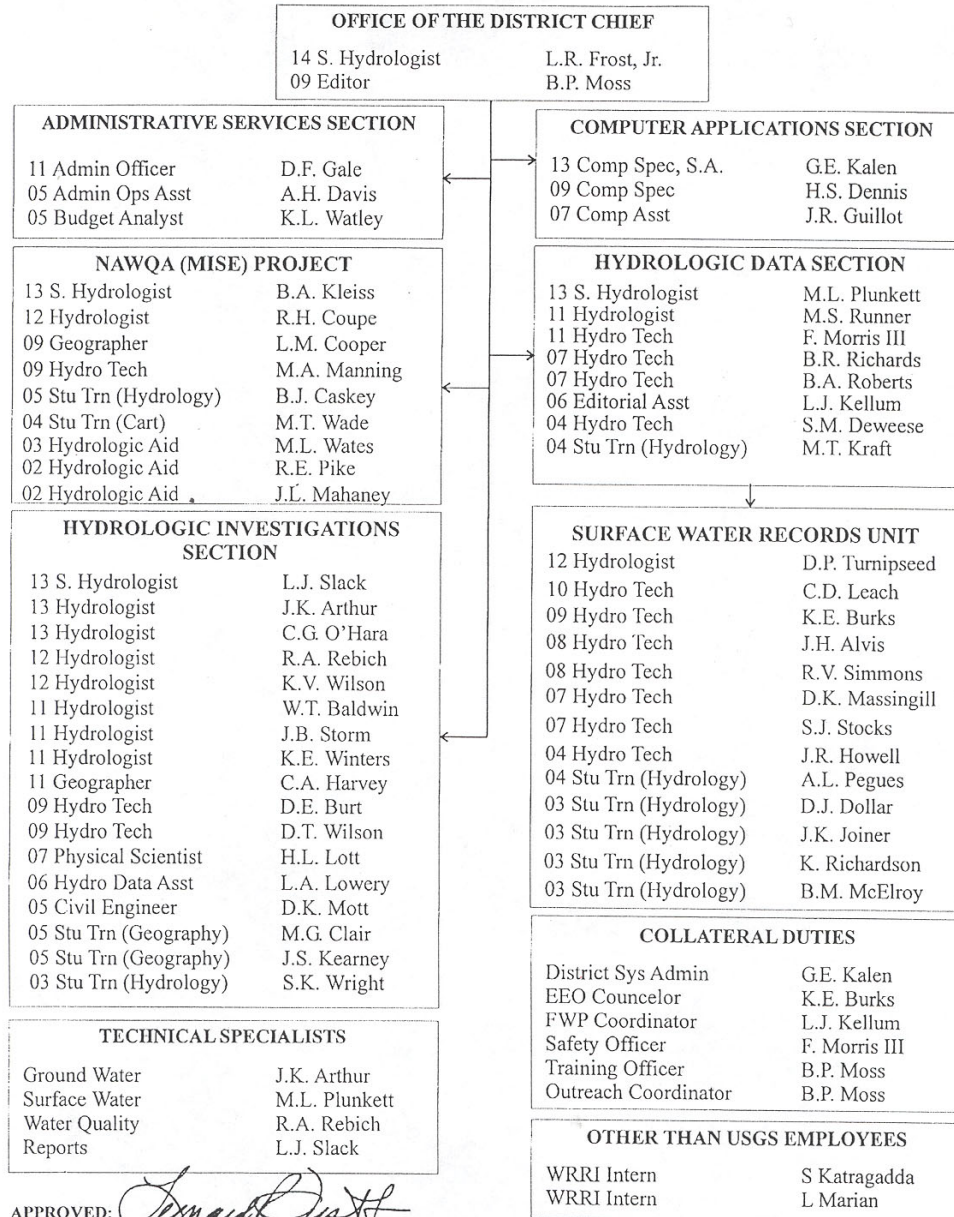 OFFICE OF THE DISTRICT CHIEF
14 S. Hydrologist L.R. Frost, Jr.
09 Editor B.P. Moss
ADMINISTRATIVE SERVICES SECTION
11 Admin Officer D.F. Gale
05 Admin Ops Asst A.H. Davis
05 Budget Analyst K.L. Watley
COMPUTER APPLICATIONS SECTION
13 Comp Spec, S.A. G.E. Kalen
09 Comp Spec H.S. Dennis
07 Comp Asst J.R. Guillot
NAWQA (MISE) PROJECT
13 S. Hydrologist B.A. Kleiss
12 Hydrologist R.H. Coupe
09 Geographer L.M. Cooper
09 Hydro Tech M.A. Manning
05 Stu Trn (Hydrology) B.J. Caskey
04 Stu Trn (Cart) M.T. Wade
03 Hydrologic Aid M.L. Wates
02 Hydrologic Aid R.E. Pike
02 Hydrologic Aid J.L. Mahaney
HYDROLOGIC DATA SECTION
13 S. Hydrologist M.L. Plunkett
11 Hydrologist M.S. Runner
11 Hydro Tech F. Morris III
07 Hydro Tech B.R. Richards
07 Hydro Tech B.A. Roberts
06 Editorial Asst L.J. Kellum
04 Hydro Tech S.M. Deweese
04 Stu Trn (Hydrology) M.T. Kraft
HYDROLOGIC INVESTIGATIONS
SECTION
13 S. Hydrologist L.J. Slack
13 Hydrologist J.K. Arthur
13 Hydrologist C.G. O'Hara
12 Hydrologist R.A. Rebich
12 Hydrologist K.V. Wilson
11 Hydrologist W.T. Baldwin
11 Hydrologist J.B. Storm
11 Hydrologist K.E. Winters
11 Geographer C.A. Harvey
09 Hydro Tech D.E. Burt
09 Hydro Tech D.T. Wilson
07 Physical Scientist H.L. Lott
06 Hydro Data Asst L.A. Lowery
05 Civil Engineer D.K. Mott
05 Stu Trn (Geography) M.G. Clair
05 Stu Trn (Geography) J.S. Kearney
03 Stu Trn (Hydrology) S.K. Wright
SURFACE WATER RECORDS UNIT
12 Hydrologist D.P. Turnipseed
10 Hydro Tech C.D. Leach
09 Hydro Tech K.E. Burks
08 Hydro Tech J.H. Alvis
08 Hydro Tech R.V. Simmons
07 Hydro Tech D.K. Massingill
07 Hydro Tech S.J. Stocks
04 Hydro Tech J.R. Howell
04 Stu Trn (Hydrology) A.L. Pegues
03 Stu Trn (Hydrology) D.J. Dollar
03 Stu Trn (Hydrology) J.K. Joiner
03 Stu Trn (Hydrology) K. Richardson
03 Stu Trn (Hydrology) B.M. McElroy
TECHNICAL SPECIALISTS
Ground Water J.K. Arthur
Surface Water M.L. Plunkett
Water Quality R.A. Rebich
Reports L.J. Slack
COLLATERAL DUTIES
District Sys Admin G.E. Kalen
EEO Councelor K.E. Burks
FWP Coordinator L.J. Kellum
Safety Officer F. Morris III
Training Officer B.P. Moss
Outreach Coordinator B.P. Moss
OTHER THAN USGS EMPLOYEES
WRRI Intern S Katragadda
WRRI Intern L Marian
APPROVED: